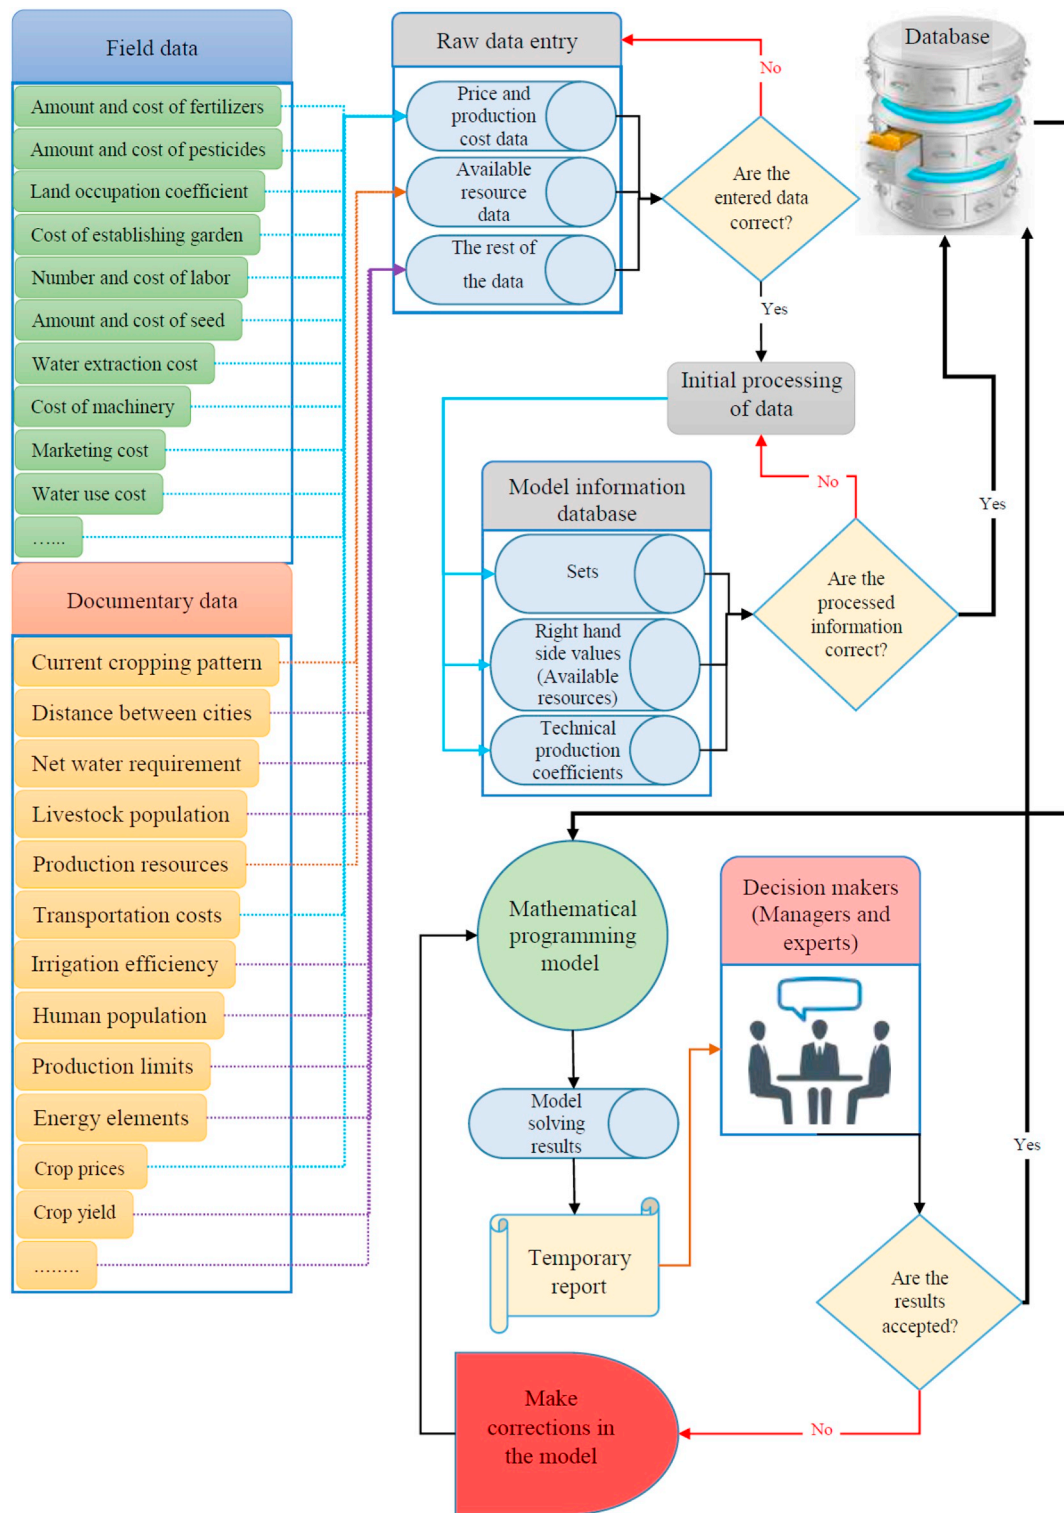 Field data
Amount and cost of fertilizers
Amount and cost of pesticides
Land occupation coefficient
Cost of establishing garden
Number and cost of labor
Amount and cost of seed
Water extraction cost
Cost of machinery
Marketing cost
Water use cost
…...
Documentary data
Current cropping pattern
Distance between cities
Net water requirement
Livestock population
Production resources
Transportation costs
Irrigation efficiency
Human population
Production limits
Energy elements
Crop prices
Crop yield
........
Raw data entry
Price and
production
cost data
Available
resource
data
The rest of
the data
No
Are the
entered data
correct?
Yes
Database
Initial processing
of data
No
Model information
database
Sets
Right hand
side values
(Available
resources)
Technical
production
coefficients
Are the
processed
information
correct?
Yes
Mathematical
programming
model
Model
solving
results
Temporary
report
Decision makers
(Managers and
experts)
Yes
Are the
results
accepted?
No
Make
corrections in
the model